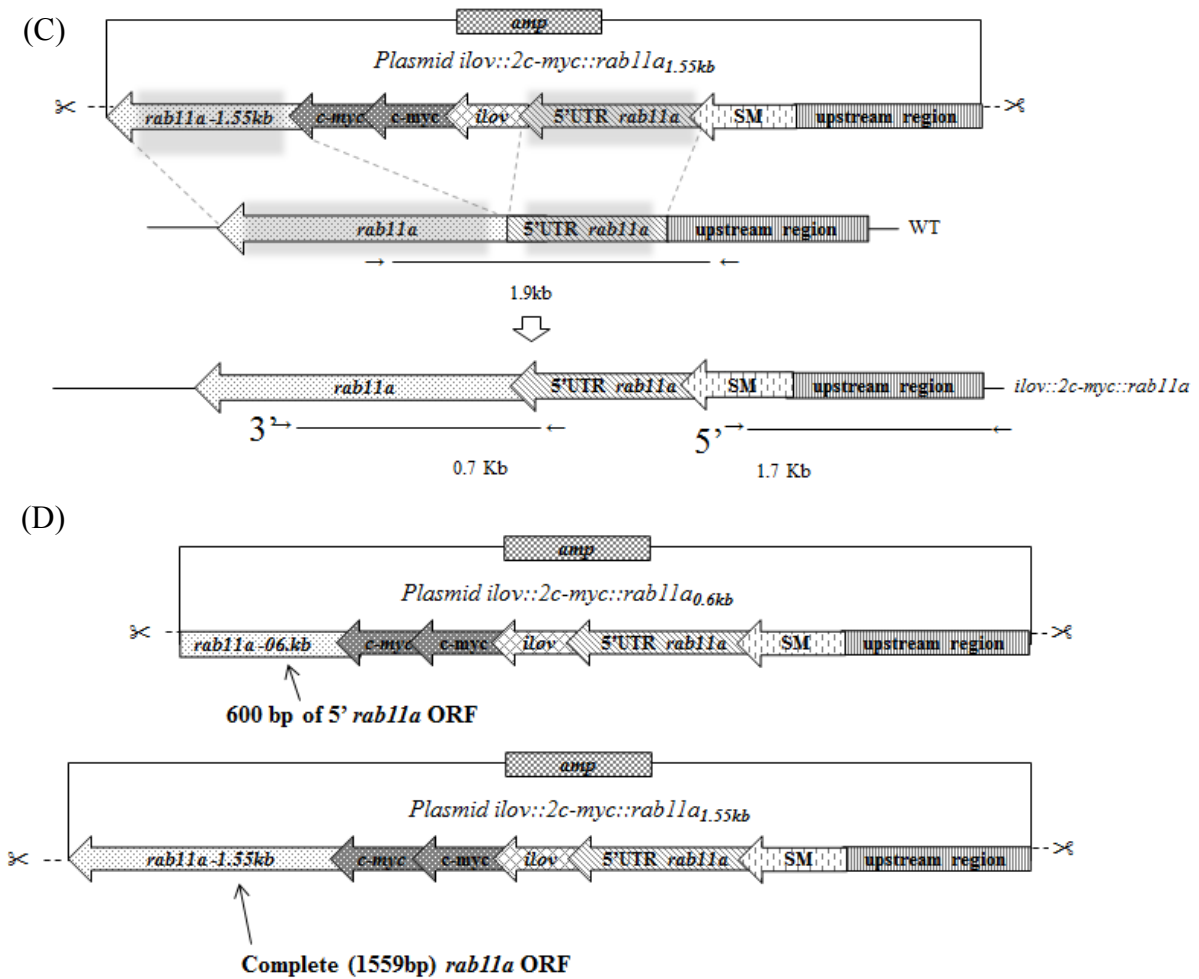 (C)
amp
Plasmid ilov::2c-myc::rab11a1.55kb
rab11a-1.55kb c-myc c-myc ilov 5'UTR rab11a SM upstream region
rab11a 5'UTR rab11a upstream region WT
1.9kb
rab11a 5'UTR rab11a SM upstream region ilov::2c-myc::rab11a
3' 5'
0.7 Kb 1.7 Kb
(D)
amp
Plasmid ilov::2c-myc::rab11a0.6kb
rab11a-06.kb c-myc c-myc ilov 5'UTR rab11a SM upstream region
600 bp of 5' rab11a ORF
amp
Plasmid ilov::2c-myc::rab11a1.55kb
rab11a-1.55kb c-myc c-myc ilov 5'UTR rab11a SM upstream region
Complete (1559bp) rab11a ORF